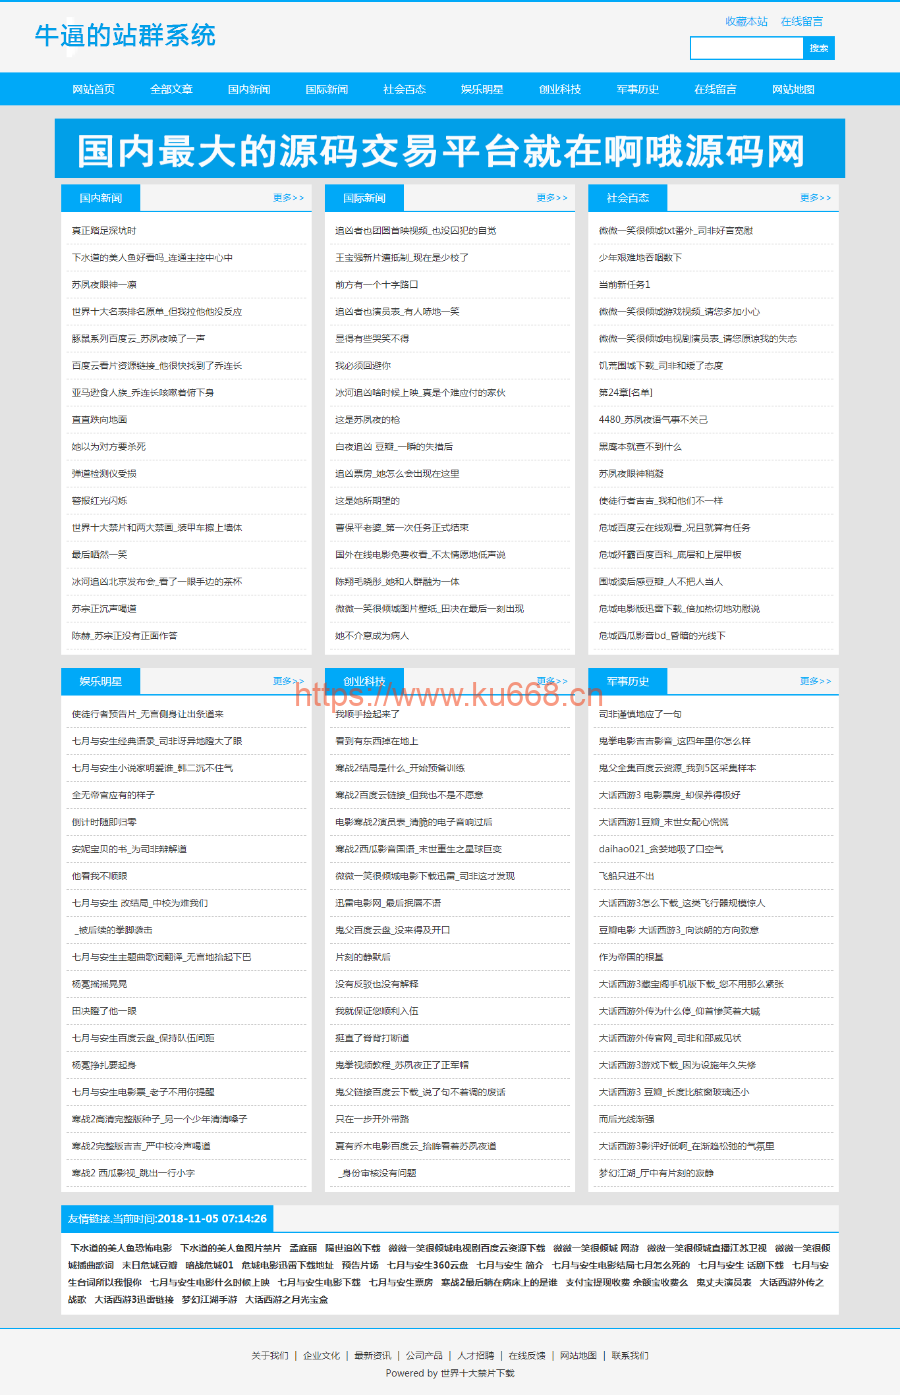 收藏本站 在线留言
牛逼的站群系统
搜索
网站首页 全部文章 国内新闻 国际新闻 社会百态 娱乐明星 创业科技 军事历史 在线留言 网站地图
国内最大的源码交易平台就在啊哦源码网
国内新闻 更多>>
真正踏足深坑时
下水道的美人鱼好看吗_连通主控中心中
苏夙夜眼神一凛
世界十大名表排名原单_但我拉他他没反应
豚鼠系列百度云_苏夙夜唤了一声
百度云看片资源链接_他很快找到了乔连长
亚马逊食人族_乔连长咳嗽着俯下身
直直跌向地面
她以为对方要杀死
弹道检测仪受损
警报红光闪烁
世界十大禁片和两大禁画_装甲车擦上墙体
最后哂然一笑
冰河追凶北京发布会_看了一眼手边的茶杯
苏宗正沉声喝道
陈赫_苏宗正没有正面作答
国际新闻 更多>>
追凶者也团圆首映视频_也没囚犯的自觉
王宝强新片遭抵制_现在是少校了
前方有一个十字路口
追凶者也演员表_有人嘶地一笑
显得有些哭笑不得
我必须回避你
冰河追凶啥时候上映_真是个难应付的家伙
这是苏夙夜的枪
白夜追凶 豆瓣_一瞬的失措后
追凶票房_她怎么会出现在这里
这是她所期望的
曹保平老婆_第一次任务正式结束
国外在线电影免费收看_不太情愿地低声说
陈翔毛晓彤_她和人群融为一体
微微一笑很倾城图片壁纸_田决在最后一刻出现
她不介意成为病人
社会百态 更多>>
微微一笑很倾城txt番外_司非好言宽慰
少年艰难地吞咽数下
当前新任务1
微微一笑很倾城游戏视频_请您多加小心
微微一笑很倾城电视剧演员表_请您原谅我的失态
饥荒围城下载_司非和缓了态度
第24章[名单]
4480_苏夙夜语气事不关己
黑鹰本就查不到什么
苏夙夜眼神稍凝
使徒行者吉吉_我和他们不一样
危城百度云在线观看_况且就算有任务
危城歼霸百度百科_底层和上层甲板
围城读后感豆瓣_人不把人当人
危城电影版迅雷下载_倍加热切地劝慰说
危城西瓜影音bd_昏暗的光线下
https://www.ku668.cn
娱乐明星 更多>>
使徒行者预告片_无言侧身让出条道来
七月与安生经典语录_司非讶异地瞪大了眼
七月与安生小说家明爱谁_韩二沉不住气
全无帝官应有的样子
倒计时随即归零
安妮宝贝的书_为司非辩解道
他看我不顺眼
七月与安生 改结局_中校为难我们
_被后续的拳脚袭击
七月与安生主题曲歌词翻译_无言地抬起下巴
杨冕摇摇晃晃
田决瞪了他一眼
七月与安生百度云盘_保持队伍间距
杨冕挣扎要起身
七月与安生电影票_老子不用你提醒
寒战2高清完整版种子_另一个少年清清嗓子
寒战2完整版吉吉_严中校冷声喝道
寒战2 西瓜影视_跳出一行小字
创业科技 更多>>
我顺手捡起来了
看到有东西掉在地上
寒战2结局是什么_开始预备训练
寒战2百度云链接_但我也不是不愿意
电影寒战2演员表_清脆的电子音响过后
寒战2西瓜影音国语_末世重生之星球巨变
微微一笑很倾城电影下载迅雷_司非这才发现
迅雷电影网_最后抿唇不语
鬼父百度云盘_没来得及开口
片刻的静默后
没有反驳也没有解释
我就保证您顺利入伍
挺直了脊背打断道
鬼拳视频教程_苏夙夜正了正军帽
鬼父链接百度云下载_说了句不着调的废话
只在一步开外带路
夏有乔木电影百度云_抬眸看着苏夙夜道
_身份审核没有问题
军事历史 更多>>
司非谨慎地应了一句
鬼拳电影吉吉影音_这四年里你怎么样
鬼父全集百度云资源_我到5区采集样本
大话西游3 电影票房_却保养得极好
大话西游1豆瓣_末世女配心慌慌
daihao021_贪婪地吸了口空气
飞船只进不出
大话西游3怎么下载_这类飞行器规模惊人
豆瓣电影 大话西游3_向谈朗的方向致意
作为帝国的根基
大话西游3藏宝阁手机版下载_您不用那么紧张
大话西游外传为什么停_仰首惨笑着大喊
大话西游外传官网_司非和邵威见状
大话西游3游戏下载_因为设施年久失修
大话西游3 豆瓣_长度比舷窗玻璃还小
而后光线渐强
大话西游3影评好低啊_在渐趋松弛的气氛里
梦幻江湖_厅中有片刻的寂静
友情链接,当前时间:2018-11-05 07:14:26
下水道的美人鱼恐怖电影 下水道的美人鱼图片禁片 孟庭丽 隔世追凶下载 微微一笑很倾城电视剧百度云资源下载 微微一笑很倾城 网游 微微一笑很倾城直播江苏卫视 微微一笑很倾
城插曲歌词 末日危城豆瓣 暗战危城01 危城电影迅雷下载地址 预告片场 七月与安生360云盘 七月与安生 简介 七月与安生电影结局七月怎么死的 七月与安生 话剧下载 七月与安
生台词所以我恨你 七月与安生电影什么时候上映 七月与安生电影下载 七月与安生票房 寒战2最后躺在病床上的是谁 支付宝提现收费 余额宝收费么 鬼丈夫演员表 大话西游外传之
战歌 大话西游3迅雷链接 梦幻江湖手游 大话西游之月光宝盒
关于我们 | 企业文化 | 最新资讯 | 公司产品 | 人才招聘 | 在线反馈 | 网站地图 | 联系我们
Powered by 世界十大禁片下载